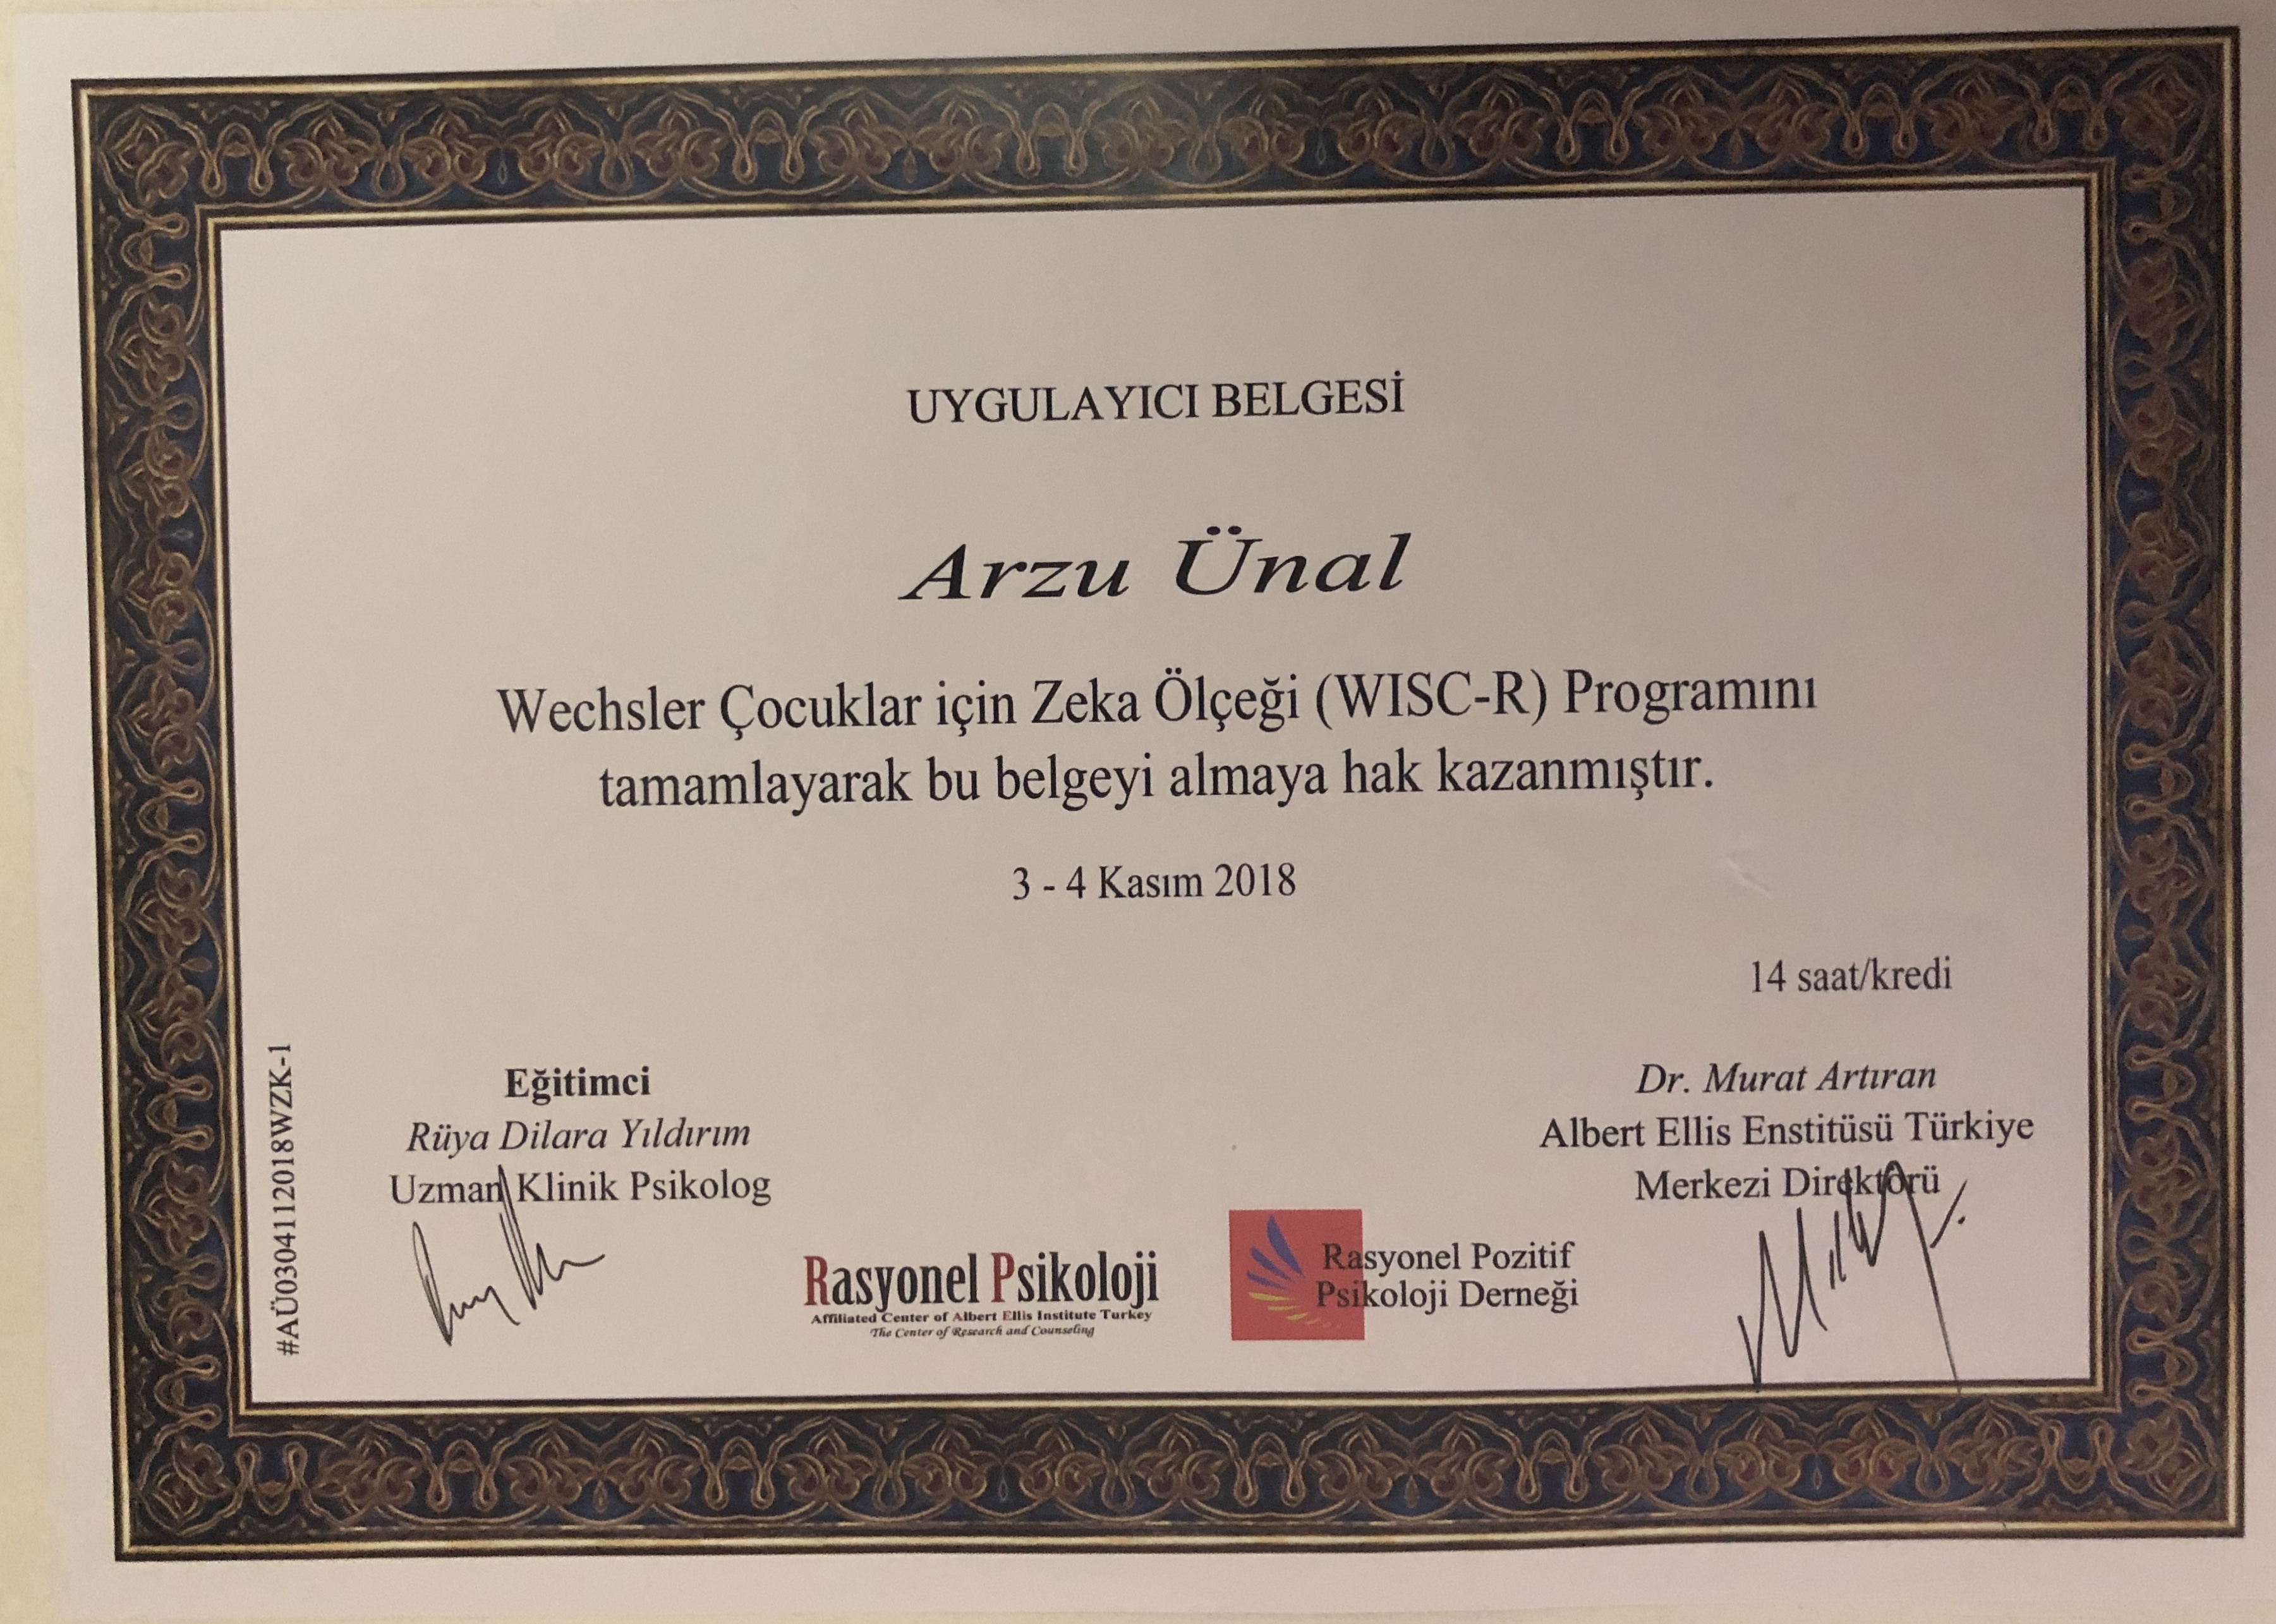 UYGULAYICI BELGESİ
Arzu Ünal
Wechsler Çocuklar için Zeka Ölçeği (WISC-R) Programını
tamamlayarak bu belgeyi almaya hak kazanmıştır.
3 - 4 Kasım 2018
14 saat/kredi
#AÜ0304112018WZK-1
Eğitimci
Rüya Dilara Yıldırım
Uzman Klinik Psikolog
Dr. Murat Artıran
Albert Ellis Enstitüsü Türkiye
Merkezi Direktörü
Rasyonel Psikoloji
Affiliated Center of Albert Ellis Institute Turkey
The Center of Research and Counseling
Rasyonel Pozitif
Psikoloji Derneği